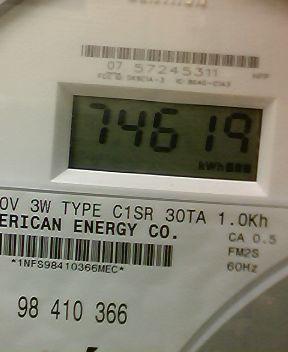 07 57245311
74619
kWh
0V 3W TYPE C1SR 30TA 1.0Kh
ERICAN ENERGY CO.
CA 0.5
FM2S
60Hz
*1NFS98410366MEC*
98 410 366